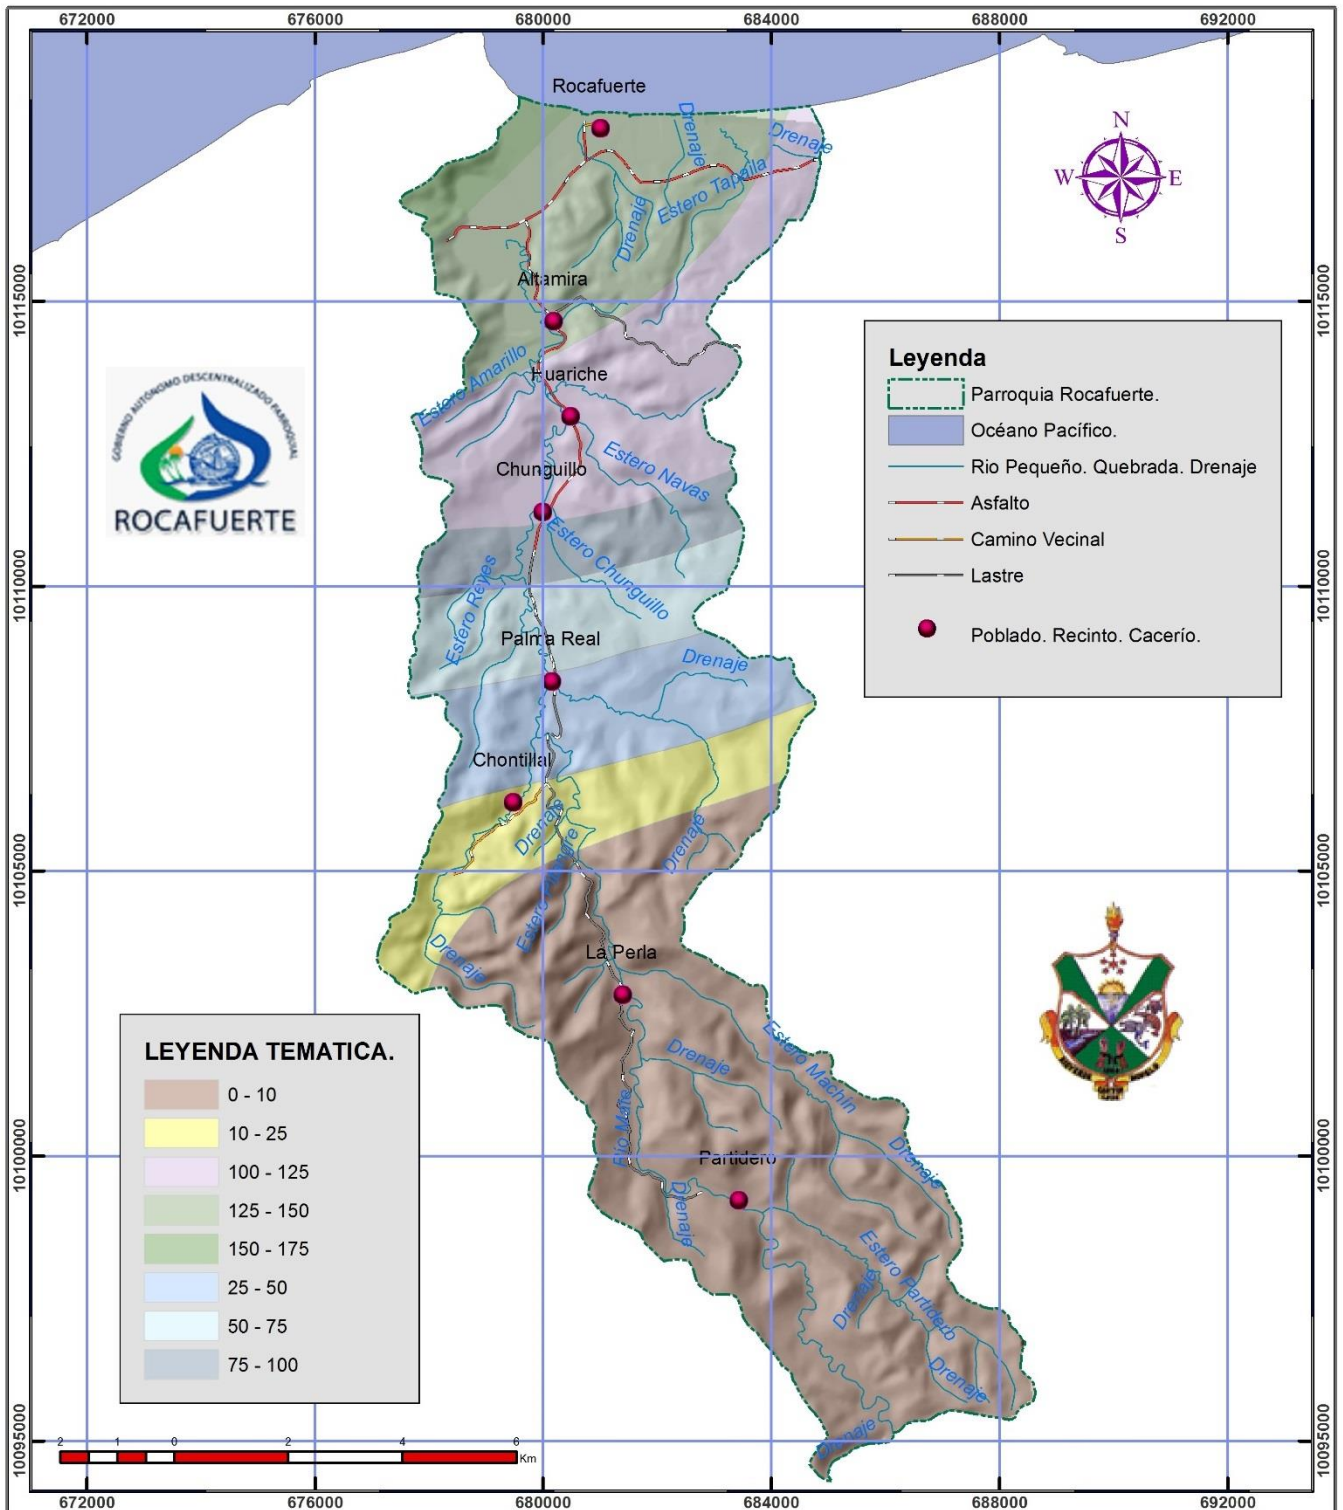 672000 676000 680000 684000 688000 692000
Rocafuerte
Drenaje
Drenaje
Estero Tapaila
Drenaje
N
W E
S
Altamira
10115000 10115000
Estero Amarillo
Huariche
Estero Navas
Chunguillo
Estero Chunguillo
Estero Reyes
10110000 10110000
Palma Real
Drenaje
Chontillal
Drenaje
Drenaje
10105000 10105000
Drenaje
La Perla
Estero Machín
Drenaje
Rio Mate
Drenaje
10100000 10100000
Partidero
Drenaje
Estero Partidero
Drenaje
Drenaje
Drenaje
10095000 10095000
GOBIERNO AUTÓNOMO DESCENTRALIZADO PARROQUIAL
ROCAFUERTE
Leyenda
Parroquia Rocafuerte.
Océano Pacífico.
Rio Pequeño. Quebrada. Drenaje
Asfalto
Camino Vecinal
Lastre
Poblado. Recinto. Cacerío.
LEYENDA TEMATICA.
0 - 10
10 - 25
100 - 125
125 - 150
150 - 175
25 - 50
50 - 75
75 - 100
2 1 0 2 4 6
Km
672000 676000 680000 684000 688000 692000